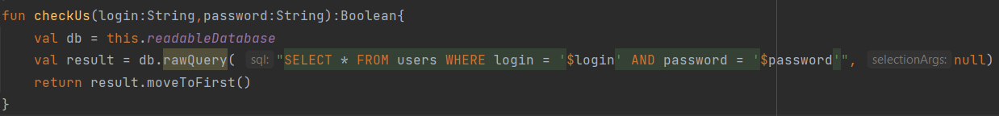 fun checkUs(login:String,password:String):Boolean{
    val db = this.readableDatabase
    val result = db.rawQuery( sql: "SELECT * FROM users WHERE login = '$login' AND password = '$password'", selectionArgs: null)
    return result.moveToFirst()
}